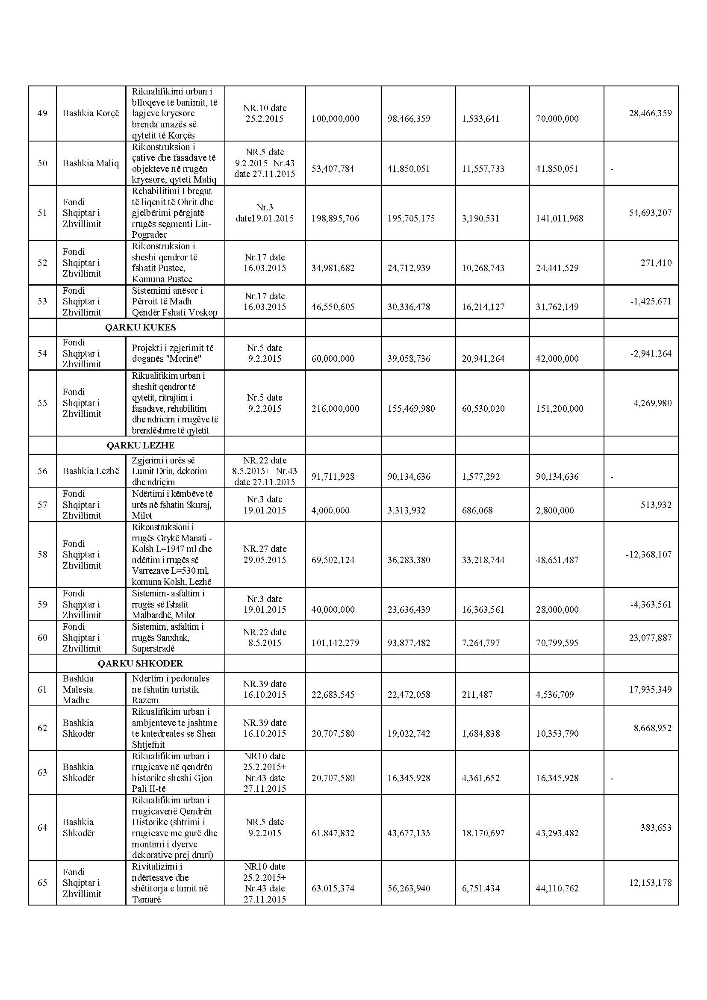 49
Bashkia Korçë
Rikualifikimi urban i
blloqeve të banimit, të
lagjeve kryesore
brenda unazës së
qytetit të Korçës
NR.10 date
25.2.2015
100,000,000
98,466,359
1,533,641
70,000,000
28,466,359
50
Bashkia Maliq
Rikonstruksion i
çative dhe fasadave të
objekteve në rrugën
kryesore, qyteti Maliq
NR.5 date
9.2.2015 Nr.43
date 27.11.2015
53,407,784
41,850,051
11,557,733
41,850,051
-
51
Fondi
Shqiptar i
Zhvillimit
Rehabilitimi I bregut
të liqenit të Ohrit dhe
gjelbërimi përgjatë
rrugës segmenti Lin-
Pogradec
Nr.3
date19.01.2015
198,895,706
195,705,175
3,190,531
141,011,968
54,693,207
52
Fondi
Shqiptar i
Zhvillimit
Rikonstruksion i
sheshi qendror të
fshatit Pustec,
Komuna Pustec
Nr.17 date
16.03.2015
34,981,682
24,712,939
10,268,743
24,441,529
271,410
53
Fondi
Shqiptar i
Zhvillimit
Sistemimi anësor i
Përroit të Madh
Qendër Fshati Voskop
Nr.17 date
16.03.2015
46,550,605
30,336,478
16,214,127
31,762,149
-1,425,671
QARKU KUKES
54
Fondi
Shqiptar i
Zhvillimit
Projekti i zgjerimit të
doganës "Morinë"
Nr.5 date
9.2.2015
60,000,000
39,058,736
20,941,264
42,000,000
-2,941,264
55
Fondi
Shqiptar i
Zhvillimit
Rikualifikim urban i
sheshit qendror të
qytetit, ritrajtim i
fasadave, rehabilitim
dhe ndricim i rrugëve të
brendëshme të qytetit
Nr.5 date
9.2.2015
216,000,000
155,469,980
60,530,020
151,200,000
4,269,980
QARKU LEZHE
56
Bashkia Lezhë
Zgjerimi i urës së
Lumit Drin, dekorim
dhe ndriçim
NR.22 date
8.5.2015+ Nr.43
date 27.11.2015
91,711,928
90,134,636
1,577,292
90,134,636
-
57
Fondi
Shqiptar i
Zhvillimit
Ndërtimi i këmbëve të
urës në fshatin Skuraj,
Milot
Nr.3 date
19.01.2015
4,000,000
3,313,932
686,068
2,800,000
513,932
58
Fondi
Shqiptar i
Zhvillimit
Rikonstruksioni i
rrugës Grykë Manati -
Kolsh L=1947 ml dhe
ndërtim i rrugës së
Varrezave L=530 ml,
komuna Kolsh, Lezhë
NR.27 date
29.05.2015
69,502,124
36,283,380
33,218,744
48,651,487
-12,368,107
59
Fondi
Shqiptar i
Zhvillimit
Sistemim- asfaltim i
rrugës së fshatit
Malbardhë, Milot
Nr.3 date
19.01.2015
40,000,000
23,636,439
16,363,561
28,000,000
-4,363,561
60
Fondi
Shqiptar i
Zhvillimit
Sistemim, asfaltim i
rrugës Sanxhak,
Superstradë
NR.22 date
8.5.2015
101,142,279
93,877,482
7,264,797
70,799,595
23,077,887
QARKU SHKODER
61
Bashkia
Malesia
Madhe
Ndertim i pedonales
ne fshatin turistik
Razem
NR.39 date
16.10.2015
22,683,545
22,472,058
211,487
4,536,709
17,935,349
62
Bashkia
Shkodër
Rikualifikim urban i
ambjenteve te jashtme
te katedreales se Shen
Shtjefnit
NR.39 date
16.10.2015
20,707,580
19,022,742
1,684,838
10,353,790
8,668,952
63
Bashkia
Shkodër
Rikualifikim urban i
rrugicave në qendrën
historike sheshi Gjon
Pali II-të
NR10 date
25.2.2015+
Nr.43 date
27.11.2015
20,707,580
16,345,928
4,361,652
16,345,928
-
64
Bashkia
Shkodër
Rikualifikim urban i
rrugicavenë Qendrën
Historike (shtrimi i
rrugicave me gurë dhe
montimi i dyerve
dekorative prej druri)
NR.5 date
9.2.2015
61,847,832
43,677,135
18,170,697
43,293,482
383,653
65
Fondi
Shqiptar i
Zhvillimit
Rivitalizimi i
ndërtesave dhe
shëtitorja e lumit në
Tamarë
NR10 date
25.2.2015+
Nr.43 date
27.11.2015
63,015,374
56,263,940
6,751,434
44,110,762
12,153,178